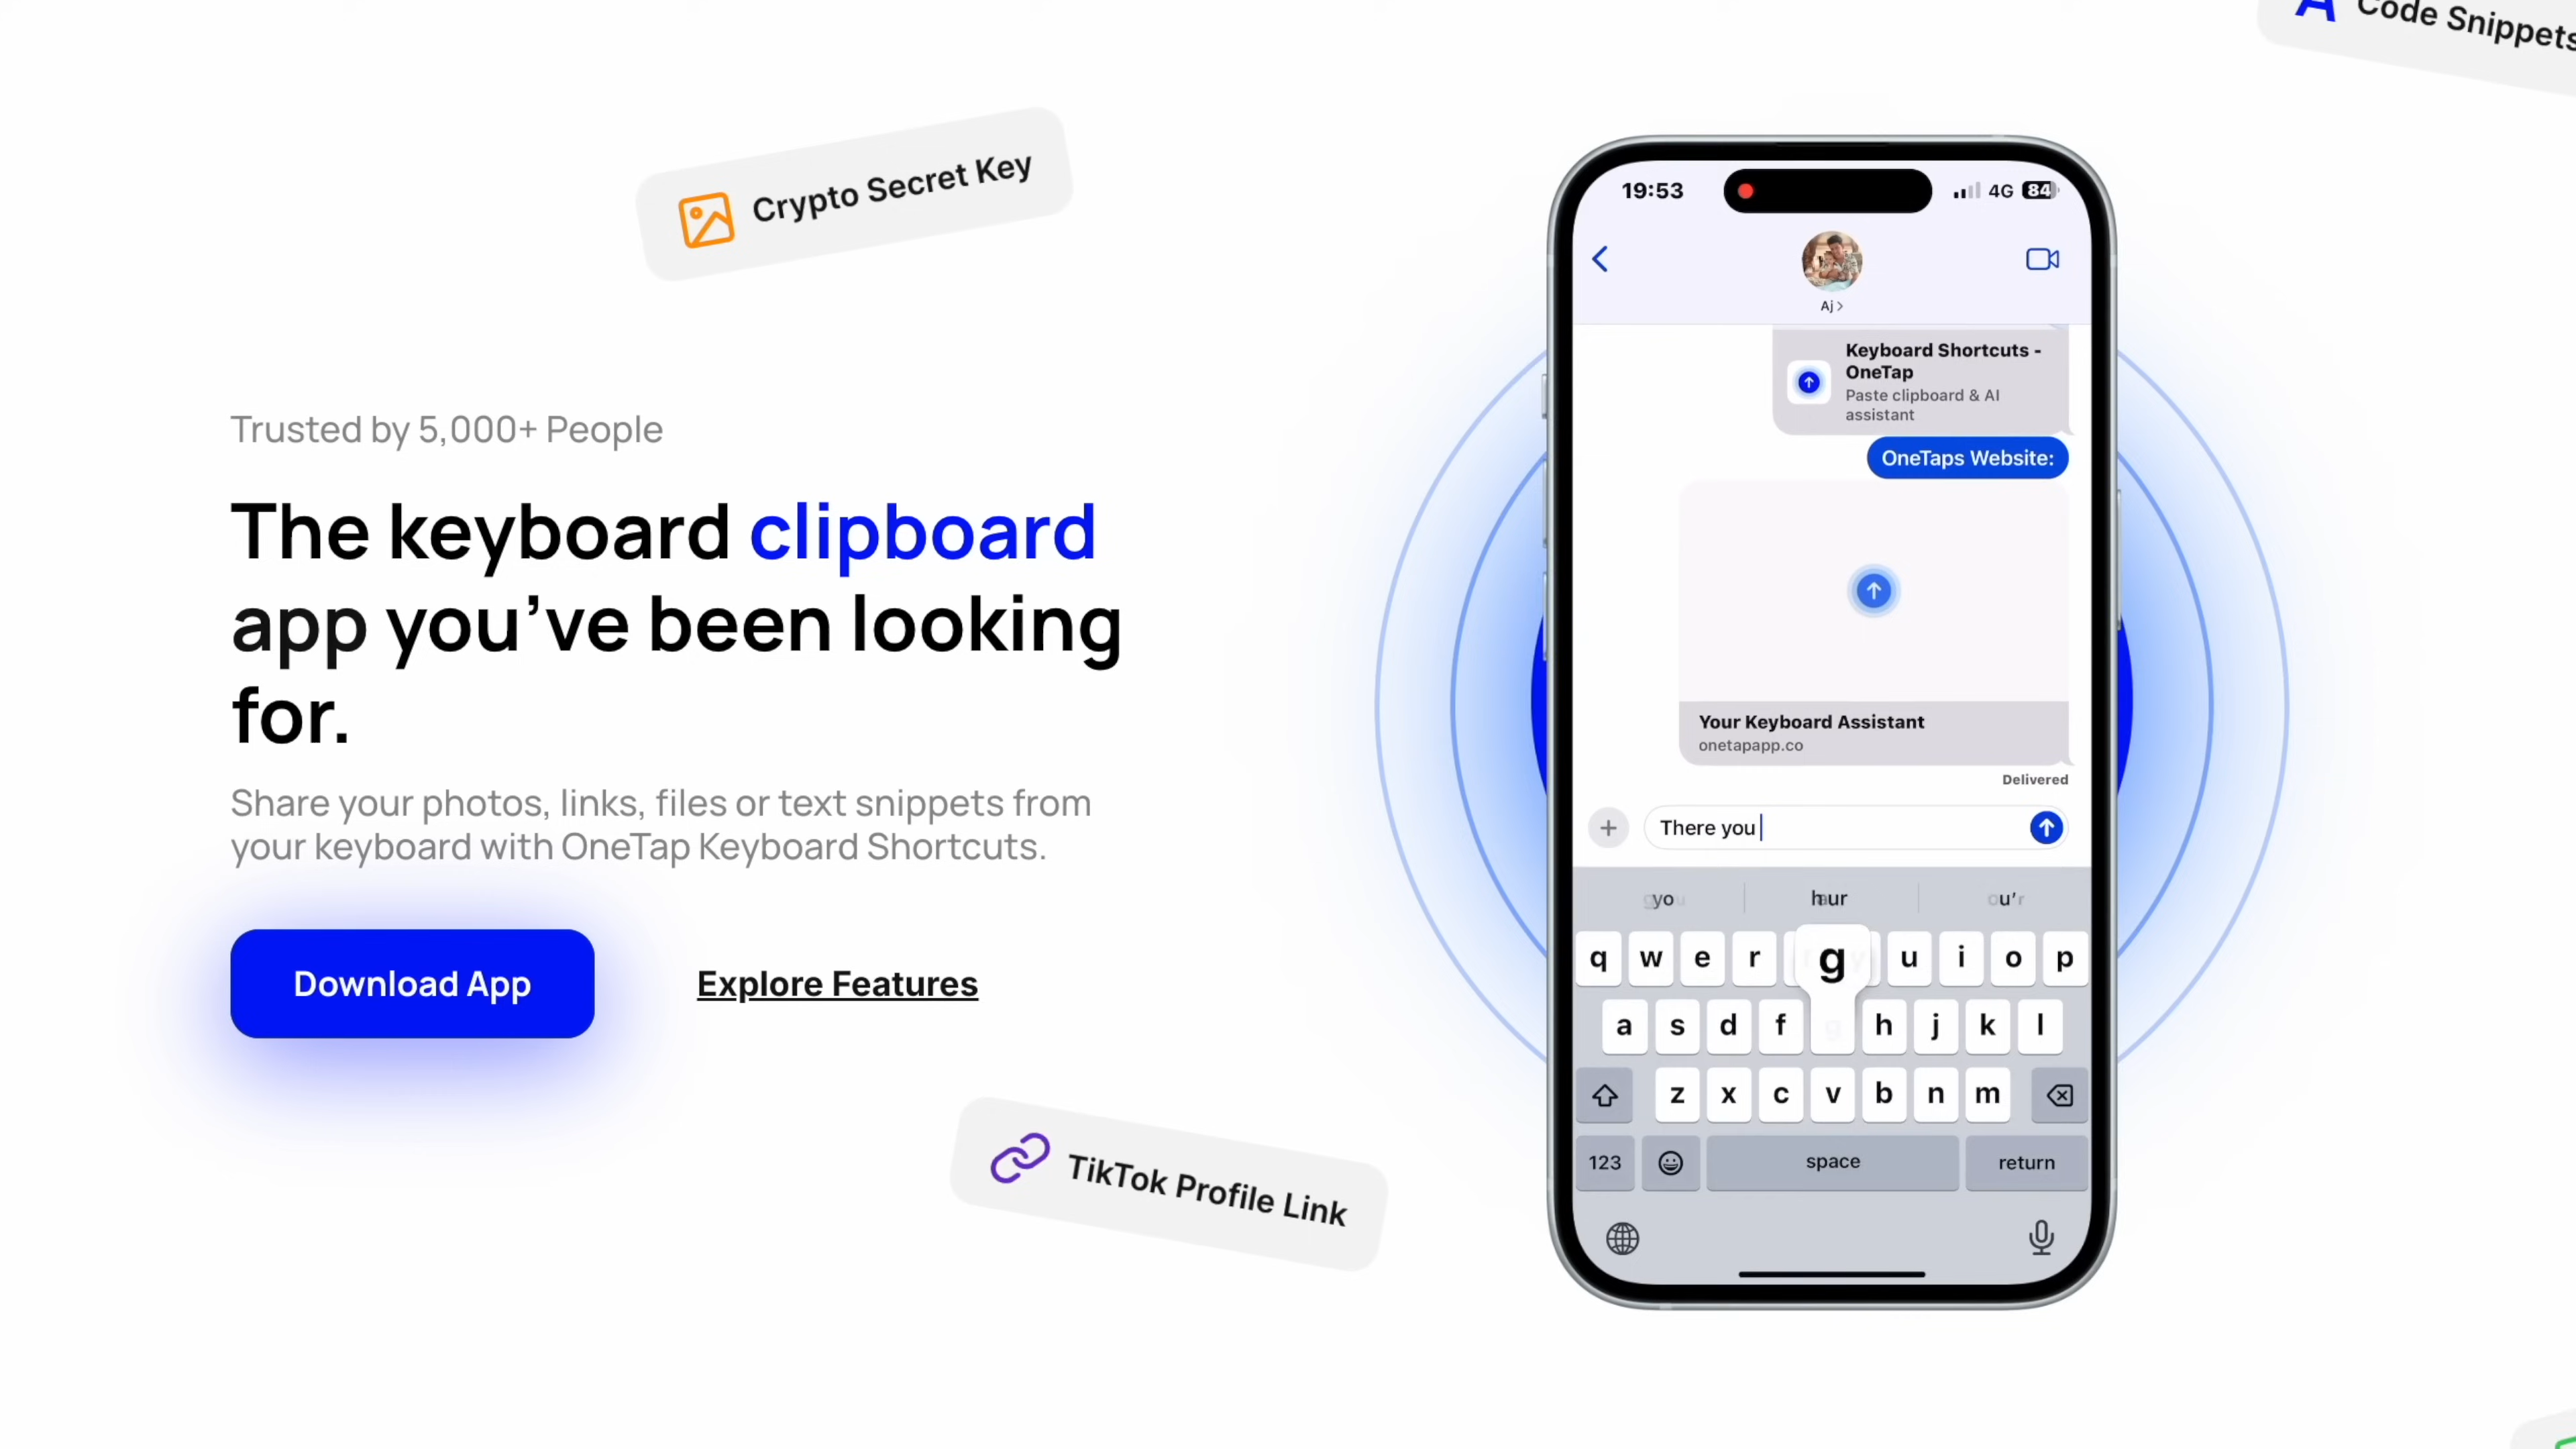 Code Snippets
Crypto Secret Key
Trusted by 5,000+ People
The keyboard clipboard
app you’ve been looking
for.
Share your photos, links, files or text snippets from
your keyboard with OneTap Keyboard Shortcuts.
Download App
Explore Features
TikTok Profile Link
19:53
4G 84
Aj
Keyboard Shortcuts -
OneTap
Paste clipboard & AI
assistant
OneTaps Website:
Your Keyboard Assistant
onetapapp.co
Delivered
There you
q w e r g u i o p
a s d f h j k l
z x c v b n m
123 space return